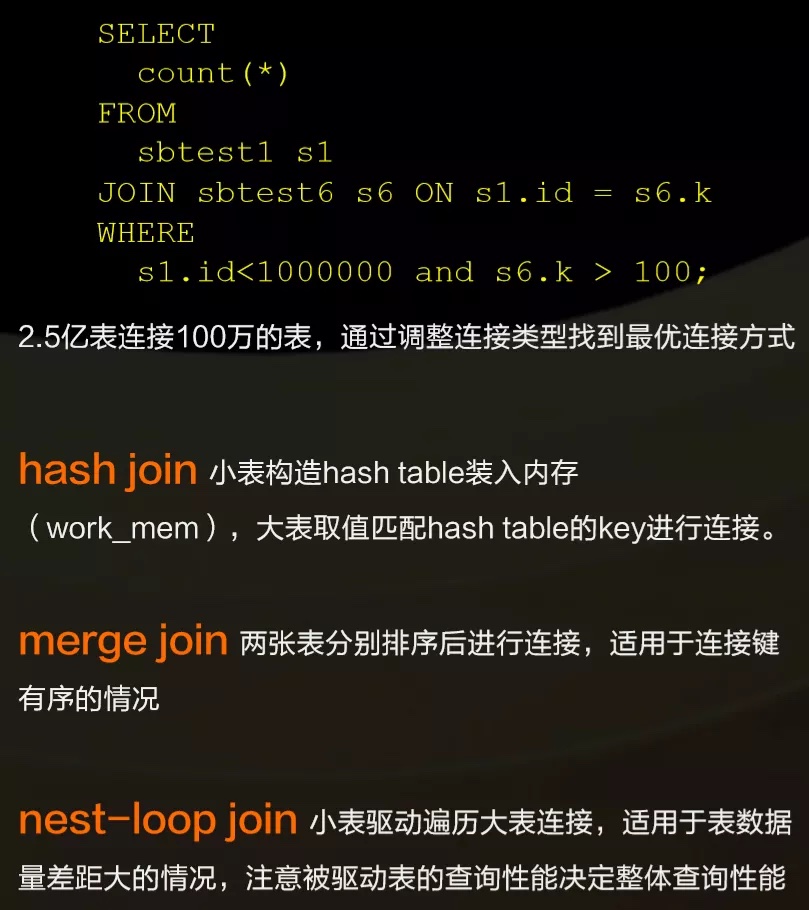 SELECT
count(*)
FROM
sbtest1 s1
JOIN sbtest6 s6 ON s1.id = s6.k
WHERE
s1.id<1000000 and s6.k > 100;
2.5亿表连接100万的表，通过调整连接类型找到最优连接方式
hash join 小表构造hash table装入内存
（work_mem），大表取值匹配hash table的key进行连接。
merge join 两张表分别排序后进行连接，适用于连接键
有序的情况
nest-loop join 小表驱动遍历大表连接，适用于表数据
量差距大的情况，注意被驱动表的查询性能决定整体查询性能